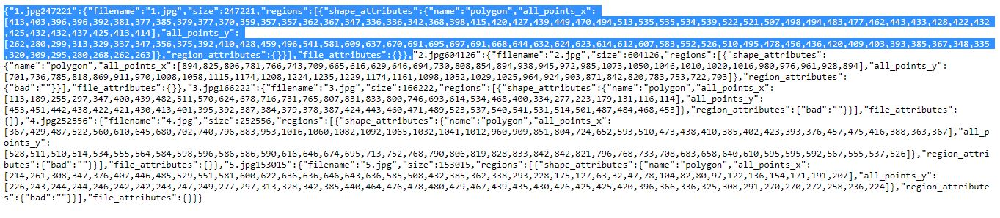 {"1.jpg247221":{"filename":"1.jpg","size":247221,"regions":[{"shape_attributes":{"name":"polygon","all_points_x":
[413,403,396,396,392,381,377,385,379,377,370,359,357,357,362,367,347,336,336,342,368,398,415,420,427,439,449,470,494,513,535,535,534,539,522,521,507,498,494,483,477,462,443,433,428,422,432
,425,432,432,437,425,413,414],"all_points_y":
[262,280,299,313,329,337,347,356,375,392,410,428,459,496,541,581,609,637,670,691,695,697,691,668,644,632,624,623,614,612,607,583,552,526,510,495,478,456,436,420,409,403,393,385,367,348,335
,320,309,295,280,268,262,263]},"region_attributes":{}}],"file_attributes":{}},"2.jpg604126":{"filename":"2.jpg","size":604126,"regions":[{"shape_attributes":
{"name":"polygon","all_points_x":[894,825,806,781,766,743,709,665,616,629,646,694,730,808,854,894,938,945,972,985,1073,1050,1046,1010,1020,1016,980,976,961,928,894],"all_points_y":
[701,736,785,818,869,911,970,1008,1058,1115,1174,1208,1224,1235,1229,1174,1161,1098,1052,1029,1025,964,924,903,871,842,820,783,753,722,703]},"region_attributes":
{"bad":""}}],"file_attributes":{}},"3.jpg166222":{"filename":"3.jpg","size":166222,"regions":[{"shape_attributes":{"name":"polygon","all_points_x":
[113,189,255,297,347,400,439,482,511,570,624,678,716,731,765,807,831,833,800,746,693,614,534,468,400,334,277,223,179,131,116,114],"all_points_y":
[453,451,442,438,422,421,430,413,401,395,392,387,384,379,378,387,424,443,460,471,489,523,537,540,541,531,514,501,487,484,468,453]},"region_attributes":{"bad":""}}],"file_attributes":
{}},"4.jpg252556":{"filename":"4.jpg","size":252556,"regions":[{"shape_attributes":{"name":"polygon","all_points_x":
[367,429,487,522,560,610,645,680,702,740,796,883,953,1016,1060,1082,1092,1065,1032,1041,1012,960,909,851,804,724,652,593,510,473,438,410,385,402,423,393,376,457,475,416,388,363,367],"all_p
oints_y":
[528,511,510,514,534,555,564,584,598,596,586,586,590,616,646,674,695,713,752,768,790,806,819,828,833,842,842,821,796,768,733,708,683,658,640,610,595,595,592,567,555,537,526]},"region_attri
butes":{"bad":""}}],"file_attributes":{}},"5.jpg153015":{"filename":"5.jpg","size":153015,"regions":[{"shape_attributes":{"name":"polygon","all_points_x":
[214,261,308,347,376,407,446,485,529,551,581,600,622,636,636,646,643,636,585,508,432,385,362,338,293,228,175,127,63,32,47,78,104,82,80,97,122,136,154,171,191,207],"all_points_y":
[226,243,244,244,246,242,242,243,247,249,277,297,313,328,342,385,440,464,476,478,480,479,467,439,435,430,426,425,425,420,396,366,336,325,308,291,270,270,272,258,236,224]},"region_attribute
s":{"bad":""}}],"file_attributes":{}}}